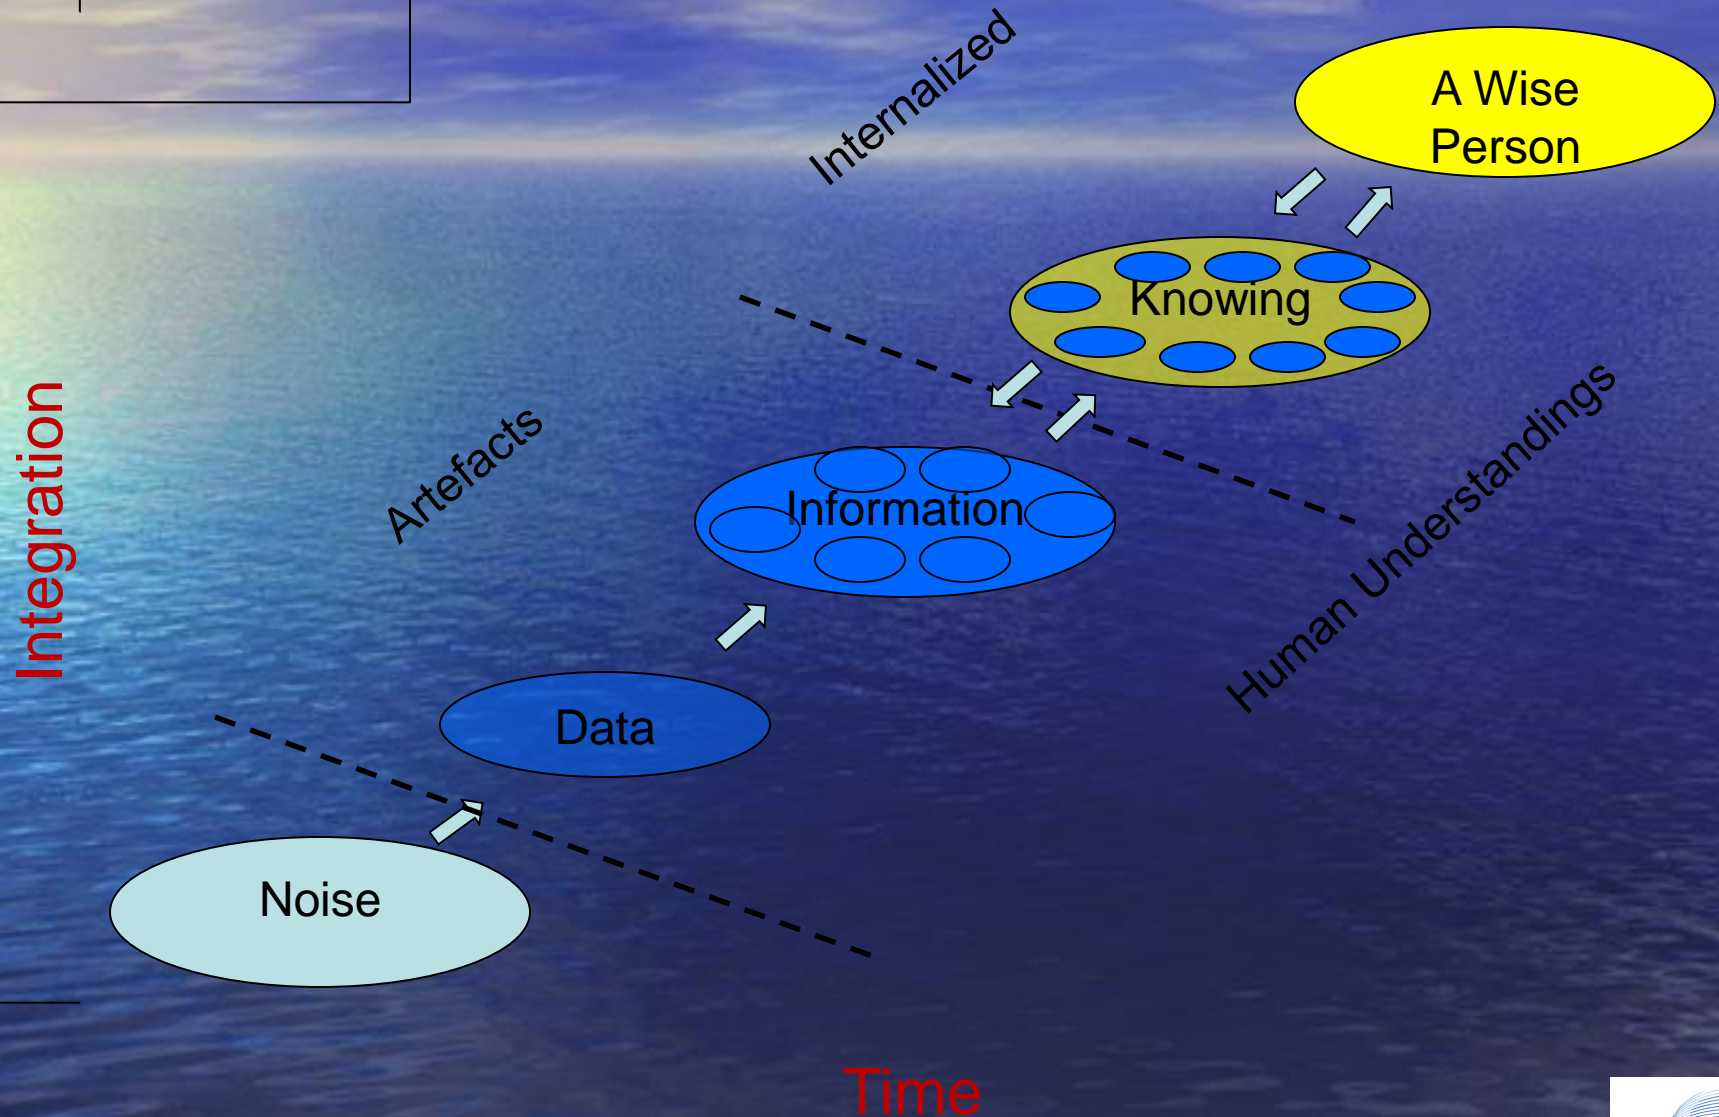 Internalized
A Wise
Person
Knowing
Integration
Artefacts
Information
Human Understandings
Data
Noise
Time